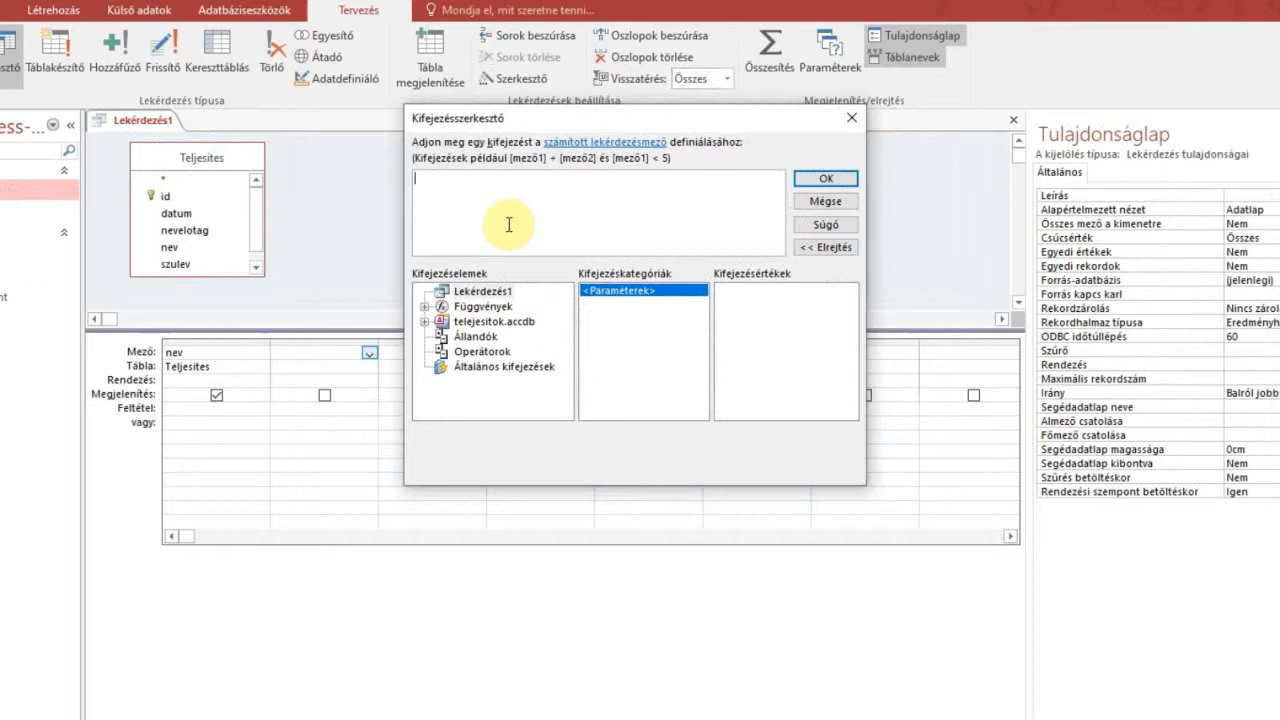 Létrehozás Külső adatok Adatbáziseszközök Tervezés Mondja el, mit szeretne tenni...
Táblakészítő Hozzáfűző Frissítő Kereszttáblás Törlő
Egyesítő
Átadó
Adatdefiniáló
Tábla megjelenítése
Sorok beszúrása
Sorok törlése
Szerkesztő
Oszlopok beszúrása
Oszlopok törlése
Visszatérés: Összes
Összesítés Paraméterek
Tulajdonságlap
Táblanevek
Lekérdezés típusa
Lekérdezések beállítása
Megjelenítés/elrejtés
Lekérdezés1
Teljesites
*
id
datum
nevelotag
nev
szulev
Kifejezésszerkesztő
Adjon meg egy kifejezést a számított lekérdezésmező definiálásához:
(Kifejezések például [mező1] + [mező2] és [mező1] < 5)
OK
Mégse
Súgó
<< Elrejtés
Kifejezéselemek
Lekérdezés1
Függvények
telejesitok.accdb
Állandók
Operátorok
Általános kifejezések
Kifejezéskategóriák
<Paraméterek>
Kifejezésértékek
Mező: nev
Tábla: Teljesites
Rendezés:
Megjelenítés:
Feltétel:
vagy:
Tulajdonságlap
A kijelölés típusa: Lekérdezés tulajdonságai
Általános
Leírás
Alapértelmezett nézet Adatlap
Összes mező a kimenetre Nem
Csúcsérték Összes
Egyedi értékek Nem
Egyedi rekordok Nem
Forrás-adatbázis (jelenlegi)
Forrás kapcs karl
Rekordzárolás Nincs
Rekordhalmaz típusa
ODBC időtúllépés 60
Szűrő
Rendezés
Maximális rekordszám
Irány Balról
Segédadatlap neve
Almező csatolása
Főmező csatolása
Segédadatlap magassága 0cm
Segédadatlap kibontva Nem
Szűrés betöltéskor Nem
Rendezési szempont betöltéskor Igen